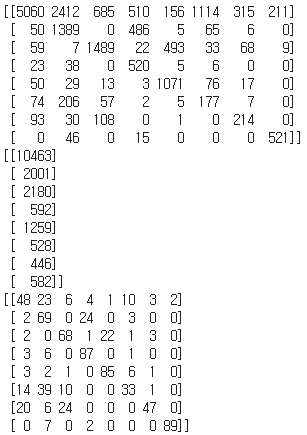 [[5060 2412 685 510 156 1114 315 211]
[ 50 1389 0 486 5 65 6 0]
[ 59 7 1489 22 493 33 68 9]
[ 23 38 0 520 5 6 0 0]
[ 50 29 13 3 1071 76 17 0]
[ 74 206 57 2 5 177 7 0]
[ 93 30 108 0 1 0 214 0]
[ 0 46 0 15 0 0 0 521]]
[[10463]
[ 2001]
[ 2180]
[ 592]
[ 1259]
[ 528]
[ 446]
[ 582]]
[[48 23 6 4 1 10 3 2]
[ 2 69 0 24 0 3 0 0]
[ 2 0 68 1 22 1 3 0]
[ 3 6 0 87 0 1 0 0]
[ 3 2 1 0 85 6 1 0]
[14 39 10 0 0 33 1 0]
[20 6 24 0 0 0 47 0]
[ 0 7 0 2 0 0 0 89]]